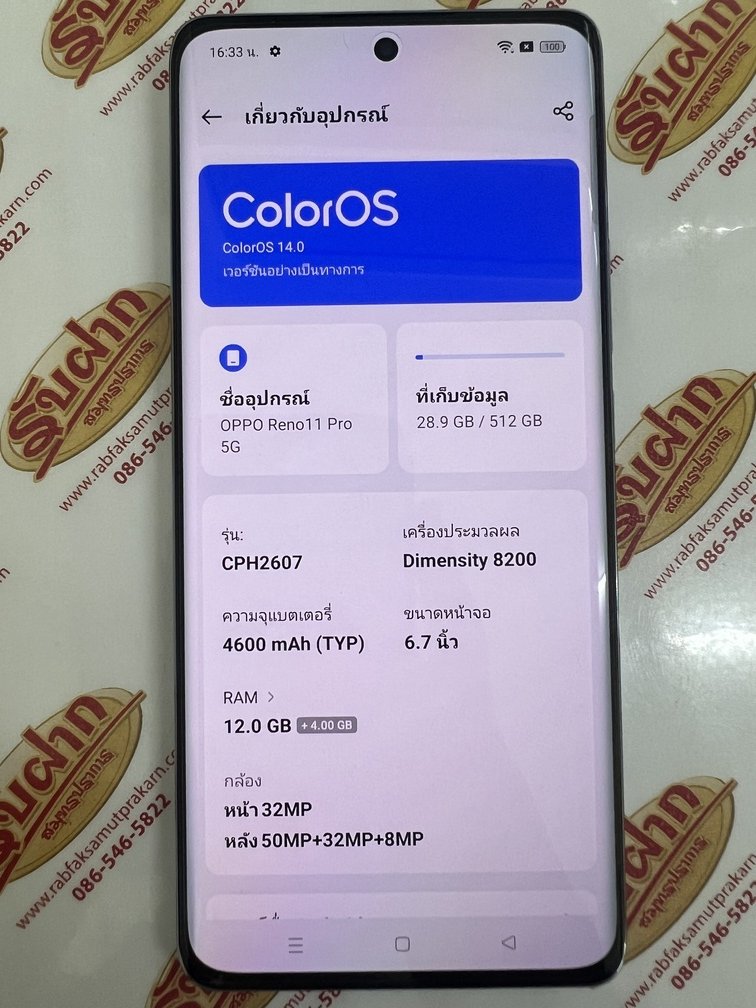 16:33 น.
100
เกี่ยวกับอุปกรณ์
ColorOS
ColorOS 14.0
เวอร์ชันอย่างเป็นทางการ
ชื่ออุปกรณ์
OPPO Reno11 Pro
5G
ที่เก็บข้อมูล
28.9 GB / 512 GB
รุ่น:
CPH2607
เครื่องประมวลผล
Dimensity 8200
ความจุแบตเตอรี่
4600 mAh (TYP)
ขนาดหน้าจอ
6.7 นิ้ว
RAM >
12.0 GB + 4.00 GB
กล้อง
หน้า 32MP
หลัง 50MP+32MP+8MP
รับฝาก
สมุทรปราการ
www.rabfaksamutprakarn.co
086-546-5822